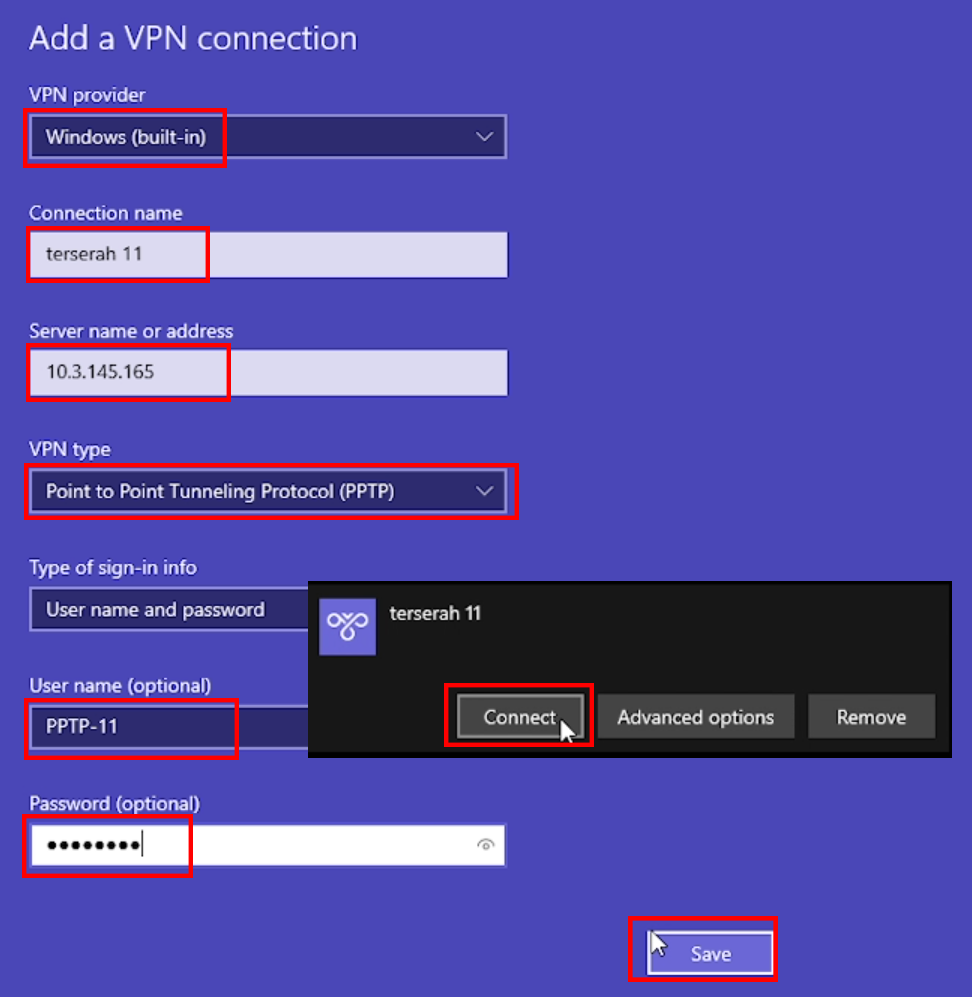 Add a VPN connection
VPN provider
Windows (built-in)
Connection name
terserah 11
Server name or address
10.3.145.165
VPN type
Point to Point Tunneling Protocol (PPTP)
Type of sign-in info
User name and password
User name (optional)
PPTP-11
Password (optional)
••••••••
terserah 11
Connect
Advanced options
Remove
Save